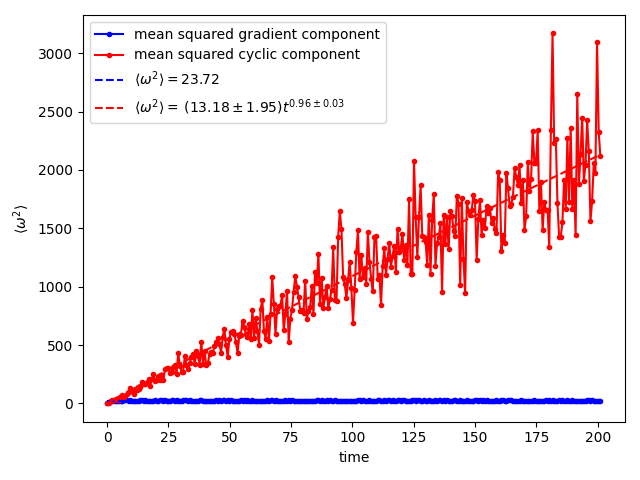 mean squared gradient component
mean squared cyclic component
⟨ω²⟩ = 23.72
⟨ω²⟩ = (13.18 ± 1.95)t^{0.96 ± 0.03}
3000
2500
2000
1500
1000
500
0
⟨ω²⟩
0 25 50 75 100 125 150 175 200
time